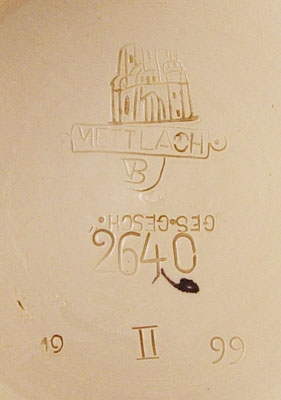 METTLACH
VB
GES·GESCH·
2640
19 II 99